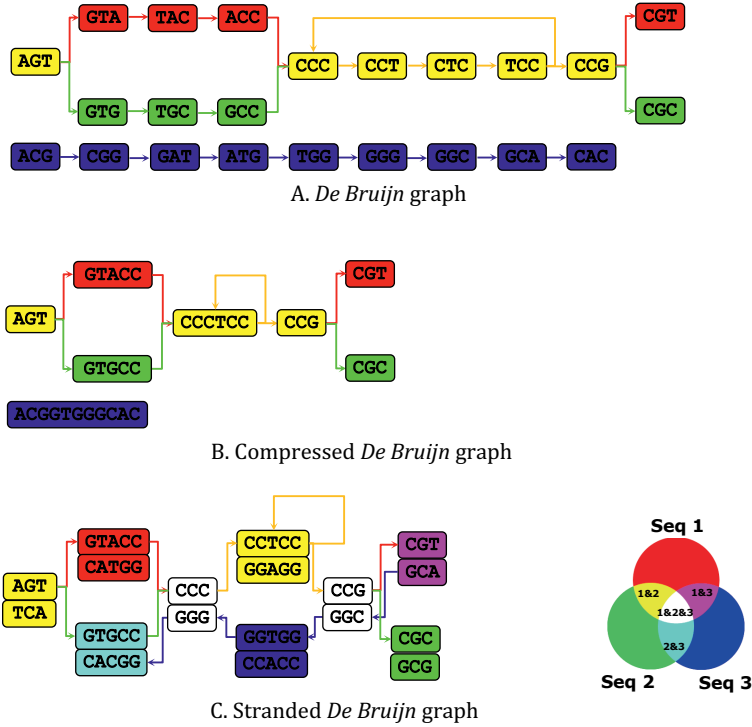 GTA TAC ACC CGT
AGT CCC CCT CTC TCC CCG
GTG TGC GCC CGC
ACG CGG GAT ATG TGG GGG GGC GCA CAC
A. De Bruijn graph
GTACC CGT
AGT CCCTCC CCG
GTGCC CGC
ACGGTGGGCAC
B. Compressed De Bruijn graph
GTACC CCTCC CGT
CATGG GGAGG GCA
AGT CCC CCG
TCA GGG GGC
GTGCC GGTGG CGC
CACGG CCACC GCG
C. Stranded De Bruijn graph
Seq 1
1&2 1&3
1&2&3
2&3
Seq 2 Seq 3